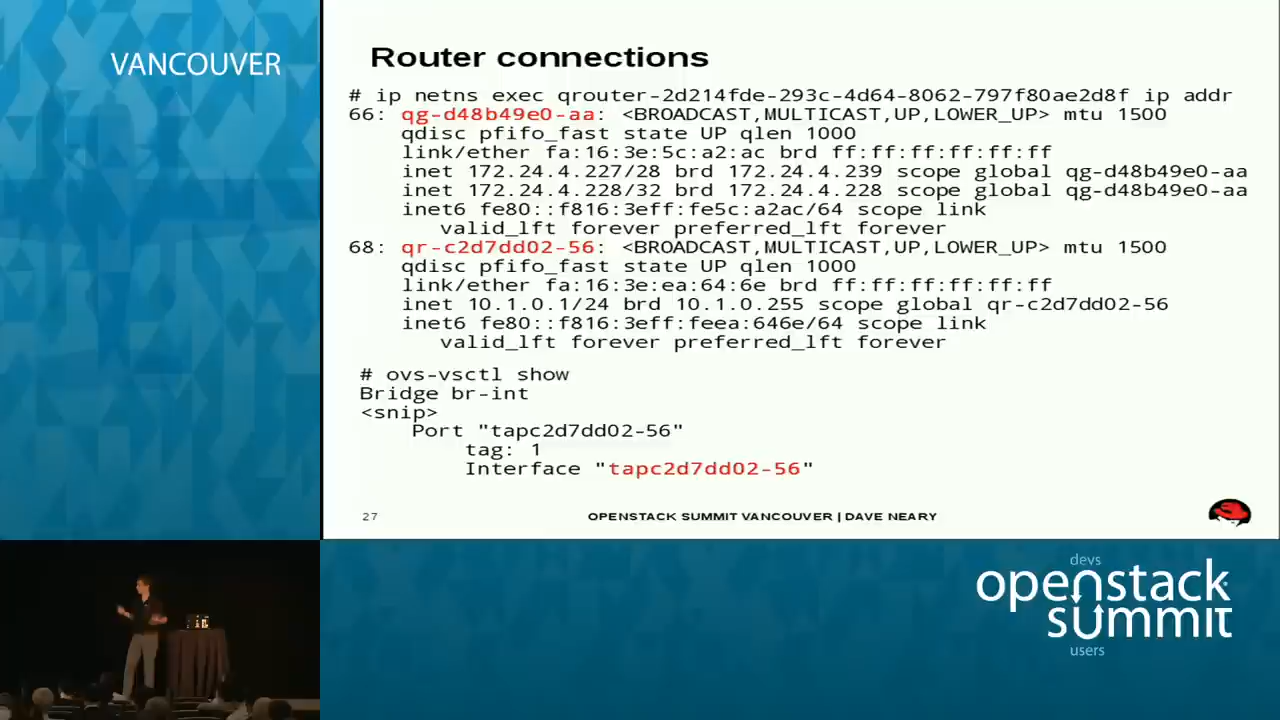 VANCOUVER
Router connections
# ip netns exec qrouter-2d214fde-293c-4d64-8062-797f80ae2d8f ip addr
66: qg-d48b49e0-aa: <BROADCAST,MULTICAST,UP,LOWER_UP> mtu 1500
qdisc pfifo_fast state UP qlen 1000
link/ether fa:16:3e:5c:a2:ac brd ff:ff:ff:ff:ff:ff
inet 172.24.4.227/28 brd 172.24.4.239 scope global qg-d48b49e0-aa
inet 172.24.4.228/32 brd 172.24.4.228 scope global qg-d48b49e0-aa
inet6 fe80::f816:3eff:fe5c:a2ac/64 scope link
valid_lft forever preferred_lft forever
68: qr-c2d7dd02-56: <BROADCAST,MULTICAST,UP,LOWER_UP> mtu 1500
qdisc pfifo_fast state UP qlen 1000
link/ether fa:16:3e:ea:64:6e brd ff:ff:ff:ff:ff:ff
inet 10.1.0.1/24 brd 10.1.0.255 scope global qr-c2d7dd02-56
inet6 fe80::f816:3eff:feea:646e/64 scope link
valid_lft forever preferred_lft forever
# ovs-vsctl show
Bridge br-int
<snip>
Port "tapc2d7dd02-56"
tag: 1
Interface "tapc2d7dd02-56"
27
OPENSTACK SUMMIT VANCOUVER | DAVE NEARY
devs
openstack
summit
users